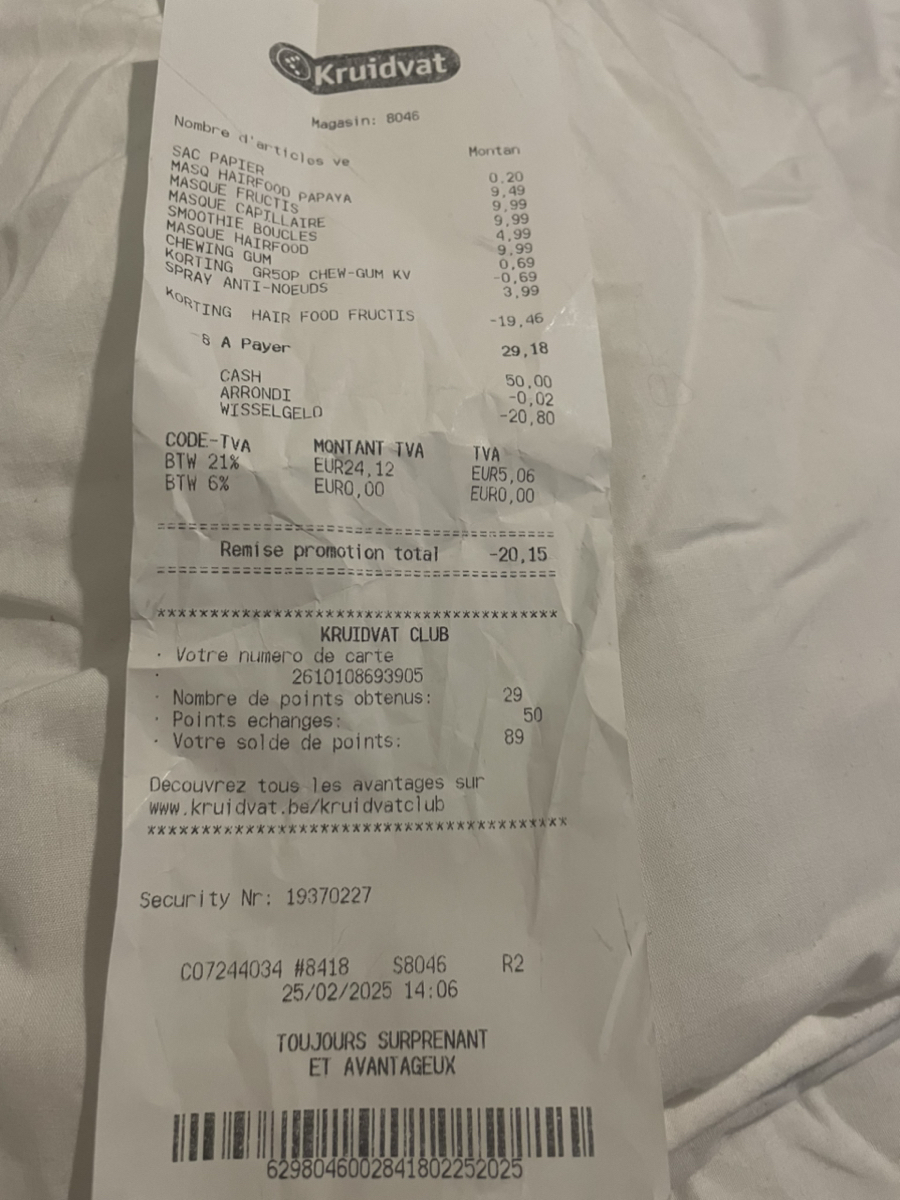 Kruidvat
Magasin: 8046
Nombre d'articles ve Montan
SAC PAPIER 0,20
MASQ HAIRFOOD PAPAYA 9,49
MASQUE FRUCTIS 9,99
MASQUE CAPILLAIRE 9,99
SMOOTHIE BOUCLES 4,99
MASQUE HAIRFOOD 9,99
CHEWING GUM 0,69
KORTING GR50P CHEW-GUM KV -0,69
SPRAY ANTI-NOEUDS 3,99
KORTING HAIR FOOD FRUCTIS -19,46
8 A Payer 29,18
CASH 50,00
ARRONDI -0,02
WISSELGELD -20,80
CODE-TVA MONTANT TVA TVA
BTW 21% EUR24,12 EUR5,06
BTW 6% EUR0,00 EUR0,00
======================================
Remise promotion total -20,15
======================================
**************************************
KRUIDVAT CLUB
· Votre numero de carte
· 2610108693905
· Nombre de points obtenus: 29
· Points echanges: 50
· Votre solde de points: 89
Decouvrez tous les avantages sur
www.kruidvat.be/kruidvatclub
**************************************
Security Nr: 19370227
C07244034 #8418 S8046 R2
25/02/2025 14:06
TOUJOURS SURPRENANT
ET AVANTAGEUX
6298046002841802252025